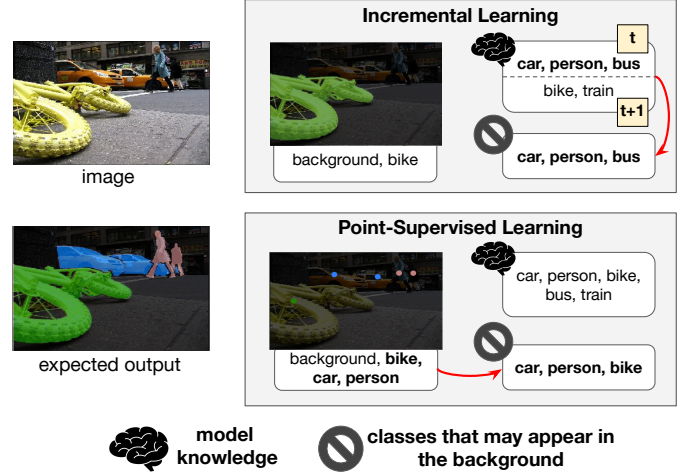 Incremental Learning
image
background, bike
t
car, person, bus
bike, train
t+1
car, person, bus
Point-Supervised Learning
expected output
background, bike,
car, person
car, person, bike,
bus, train
car, person, bike
model
knowledge
classes that may appear in
the background